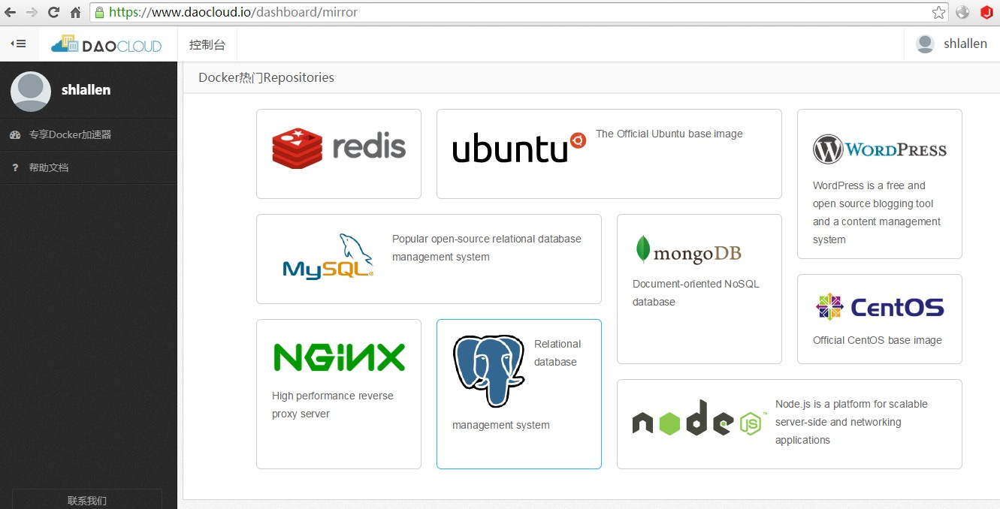 https://www.daocloud.io/dashboard/mirror
DAOCLOUD
控制台
shlallen
shlallen
专享Docker加速器
? 帮助文档
联系我们
Docker热门Repositories
redis
ubuntu
The Official Ubuntu base image
WORDPRESS
WordPress is a free and
open source blogging tool
and a content management
system
MySQL®
Popular open-source relational database
management system
mongoDB
Document-oriented NoSQL
database
CentOS
Official CentOS base image
NGINX
High performance reverse
proxy server
Relational
database
management system
node JS™
Node.js is a platform for scalable
server-side and networking
applications